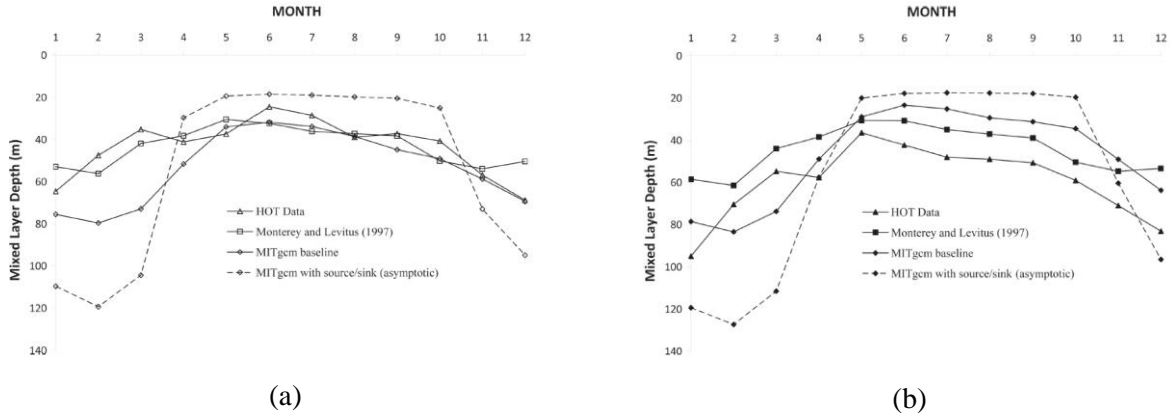 MONTH
1 2 3 4 5 6 7 8 9 10 11 12
0
20
40
60
80
100
120
140
Mixed Layer Depth (m)
HOT Data
Monterey and Levitus (1997)
MITgcm baseline
MITgcm with source/sink (asymptotic)
(a)
MONTH
1 2 3 4 5 6 7 8 9 10 11 12
0
20
40
60
80
100
120
140
Mixed Layer Depth (m)
HOT Data
Monterey and Levitus (1997)
MITgcm baseline
MITgcm with source/sink (asymptotic)
(b)